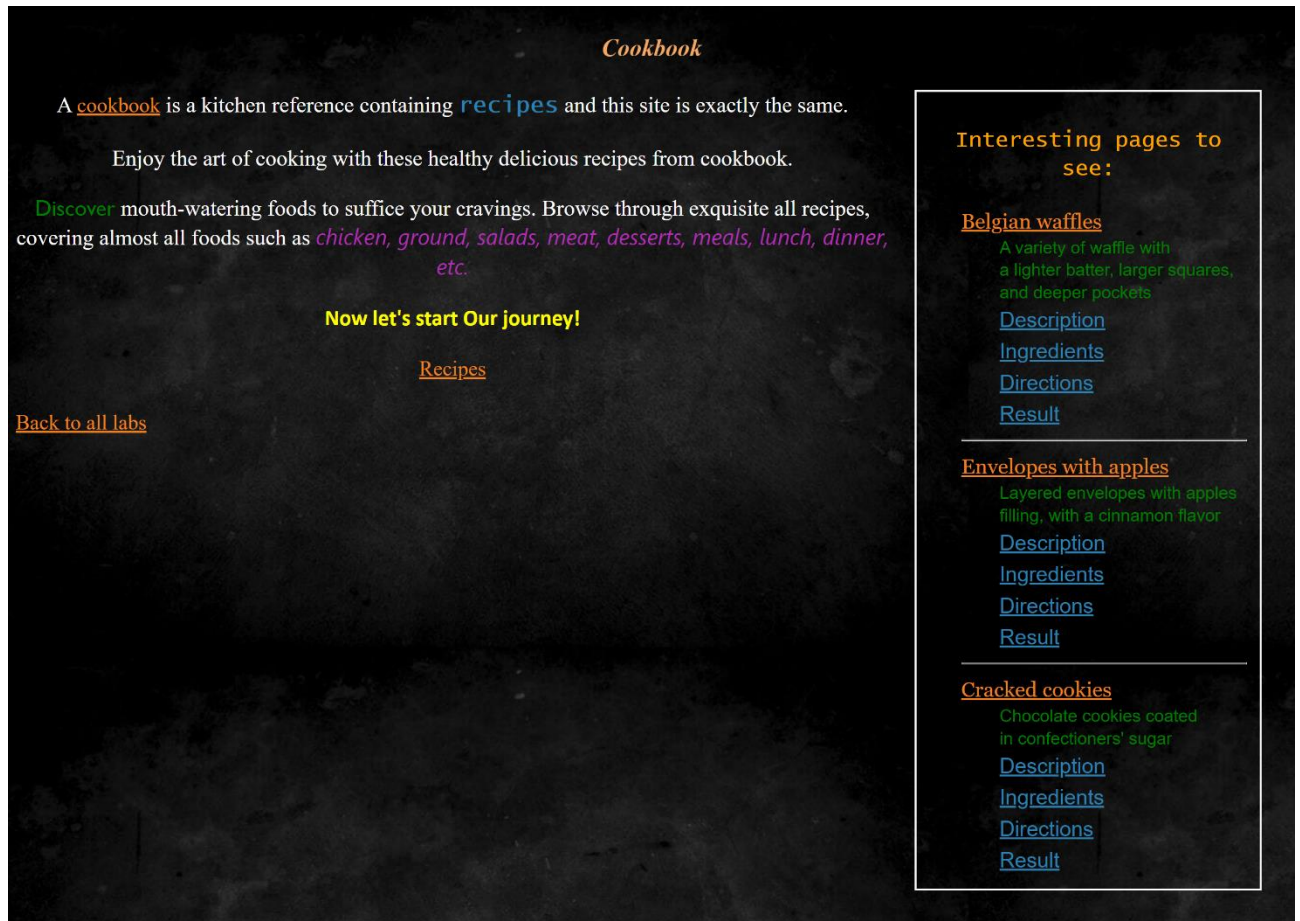 Cookbook
A cookbook is a kitchen reference containing recipes and this site is exactly the same.
Enjoy the art of cooking with these healthy delicious recipes from cookbook.
Discover mouth-watering foods to suffice your cravings. Browse through exquisite all recipes,
covering almost all foods such as chicken, ground, salads, meat, desserts, meals, lunch, dinner,
etc.
Now let's start Our journey!
Recipes
Back to all labs
Interesting pages to
see:
Belgian waffles
A variety of waffle with
a lighter batter, larger squares,
and deeper pockets
Description
Ingredients
Directions
Result
Envelopes with apples
Layered envelopes with apples
filling, with a cinnamon flavor
Description
Ingredients
Directions
Result
Cracked cookies
Chocolate cookies coated
in confectioners' sugar
Description
Ingredients
Directions
Result